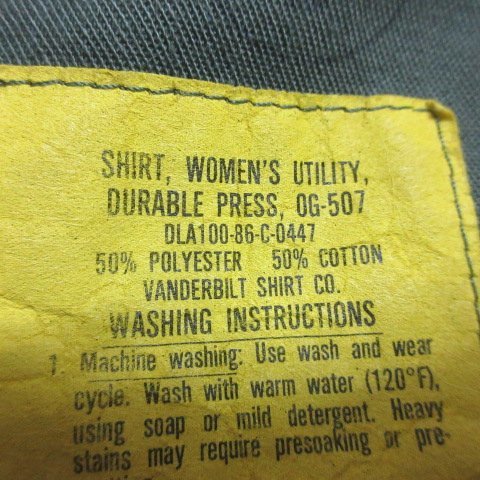 SHIRT, WOMEN'S UTILITY,
DURABLE PRESS, OG-507
DLA100-86-C-0447
50% POLYESTER 50% COTTON
VANDERBILT SHIRT CO.
WASHING INSTRUCTIONS
1. Machine washing: Use wash and wear
cycle. Wash with warm water (120°F),
using soap or mild detergent. Heavy
stains may require presoaking or pre-